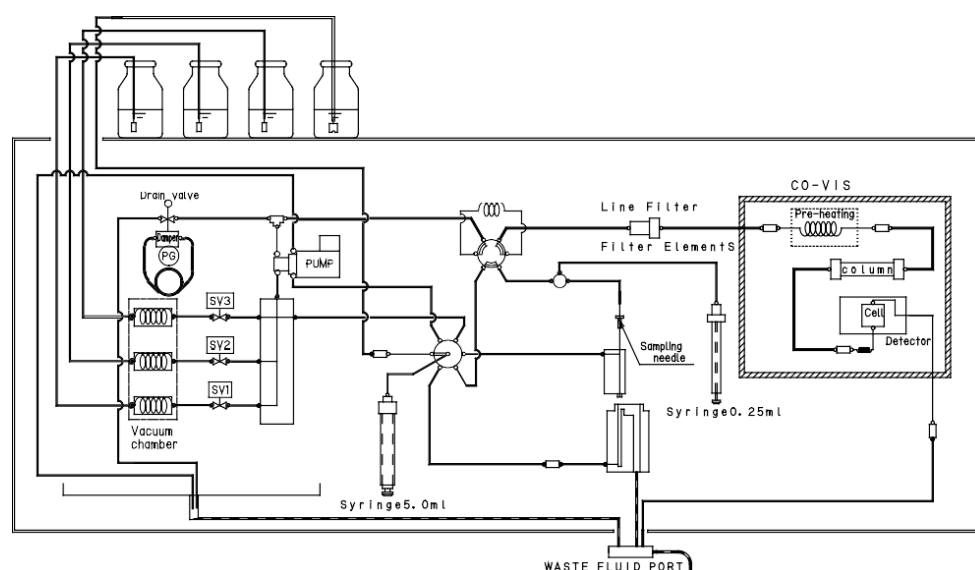 CO-VIS
Drain valve
Line Filter
Pre-heating
Damper
Filter Elements
PG
PUMP
column
SV3
Cell
Detector
SV2
Sampling
needle
SV1
Vacuum
chamber
Syringe0.25ml
Syringe5.0ml
WASTE FLUID PORT